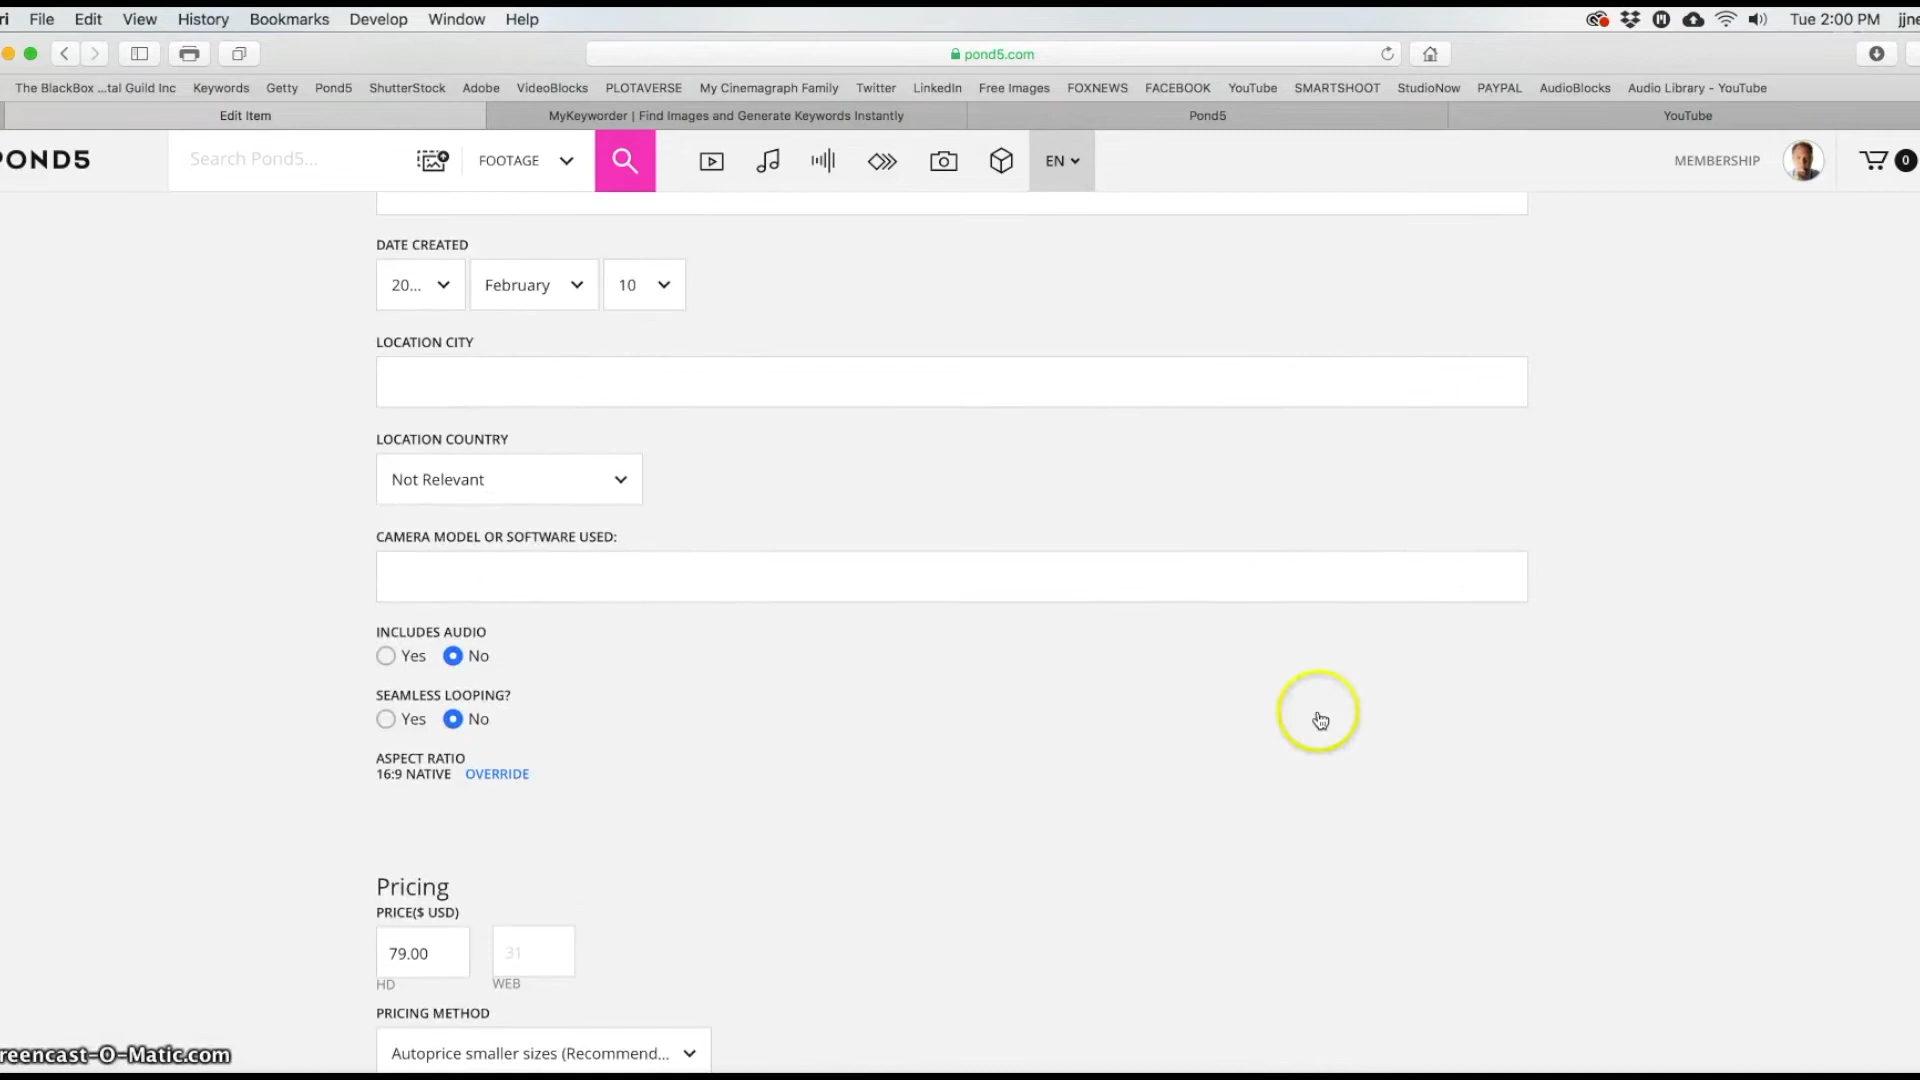 File Edit View History Bookmarks Develop Window Help Tue 2:00 PM
pond5.com
The BlackBox ...tal Guild Inc Keywords Getty Pond5 ShutterStock Adobe VideoBlocks PLOTAVERSE My Cinemagraph Family Twitter LinkedIn Free Images FOXNEWS FACEBOOK YouTube SMARTSHOOT StudioNow PAYPAL AudioBlocks Audio Library - YouTube
Edit Item MyKeyworder | Find Images and Generate Keywords Instantly Pond5 YouTube
POND5 Search Pond5... FOOTAGE EN MEMBERSHIP 0
DATE CREATED
20... February 10
LOCATION CITY
LOCATION COUNTRY
Not Relevant
CAMERA MODEL OR SOFTWARE USED:
INCLUDES AUDIO
Yes No
SEAMLESS LOOPING?
Yes No
ASPECT RATIO
16:9 NATIVE OVERRIDE
Pricing
PRICE($ USD)
79.00 31
HD WEB
PRICING METHOD
Autoprice smaller sizes (Recommend...
reencast-O-Matic.com